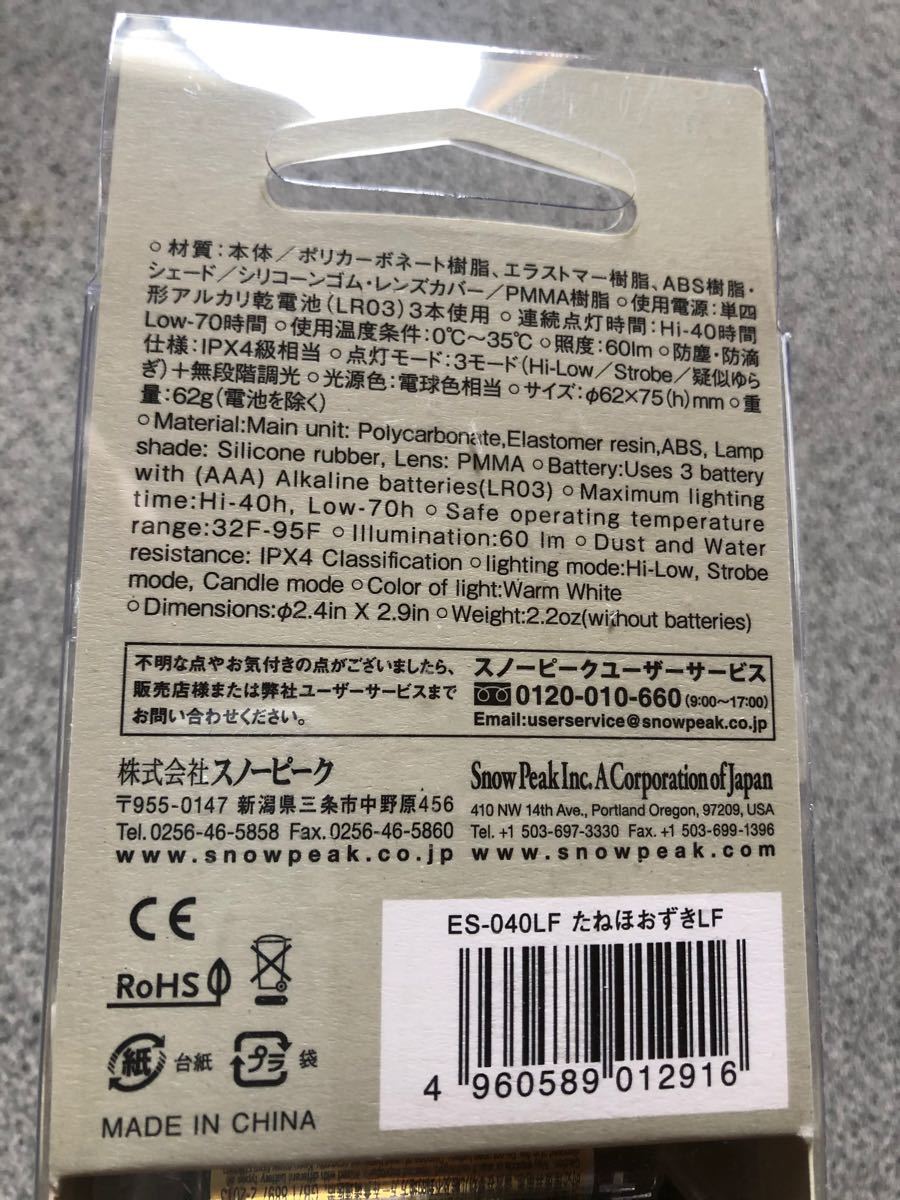 ○材質：本体／ポリカーボネート樹脂、エラストマー樹脂、ABS樹脂・
シェード／シリコーンゴム・レンズカバー／PMMA樹脂 ○使用電源：単四
形アルカリ乾電池（LR03）3本使用 ○連続点灯時間：Hi-40時間
Low-70時間 ○使用温度条件：0℃～35℃ ○照度：60lm ○防塵・防滴
仕様：IPX4級相当 ○点灯モード：3モード（Hi-Low／Strobe／疑似ゆら
ぎ）＋無段階調光 ○光源色：電球色相当 ○サイズ：φ62×75（h）mm ○重
量：62g（電池を除く）
○Material:Main unit: Polycarbonate,Elastomer resin,ABS, Lamp
shade: Silicone rubber, Lens: PMMA ○Battery:Uses 3 battery
with (AAA) Alkaline batteries(LR03) ○Maximum lighting
time:Hi-40h, Low-70h ○Safe operating temperature
range:32F-95F ○Illumination:60 lm ○Dust and Water
resistance: IPX4 Classification ○lighting mode:Hi-Low, Strobe
mode, Candle mode ○Color of light:Warm White
○Dimensions:φ2.4in X 2.9in ○Weight:2.2oz(without batteries)
不明な点やお気付きの点がございましたら、
販売店様または弊社ユーザーサービスまで
お問い合わせください。
スノーピークユーザーサービス
0120-010-660（9:00～17:00）
Email:userservice@snowpeak.co.jp
株式会社スノーピーク
〒955-0147 新潟県三条市中野原456
Tel.0256-46-5858 Fax.0256-46-5860
www.snowpeak.co.jp
Snow Peak Inc. A Corporation of Japan
410 NW 14th Ave., Portland Oregon, 97209, USA
Tel. +1 503-697-3330 Fax. +1 503-699-1396
www.snowpeak.com
CE
RoHS
紙 台紙 プラ 袋
MADE IN CHINA
ES-040LF たねほおずきLF
4 960589 012916